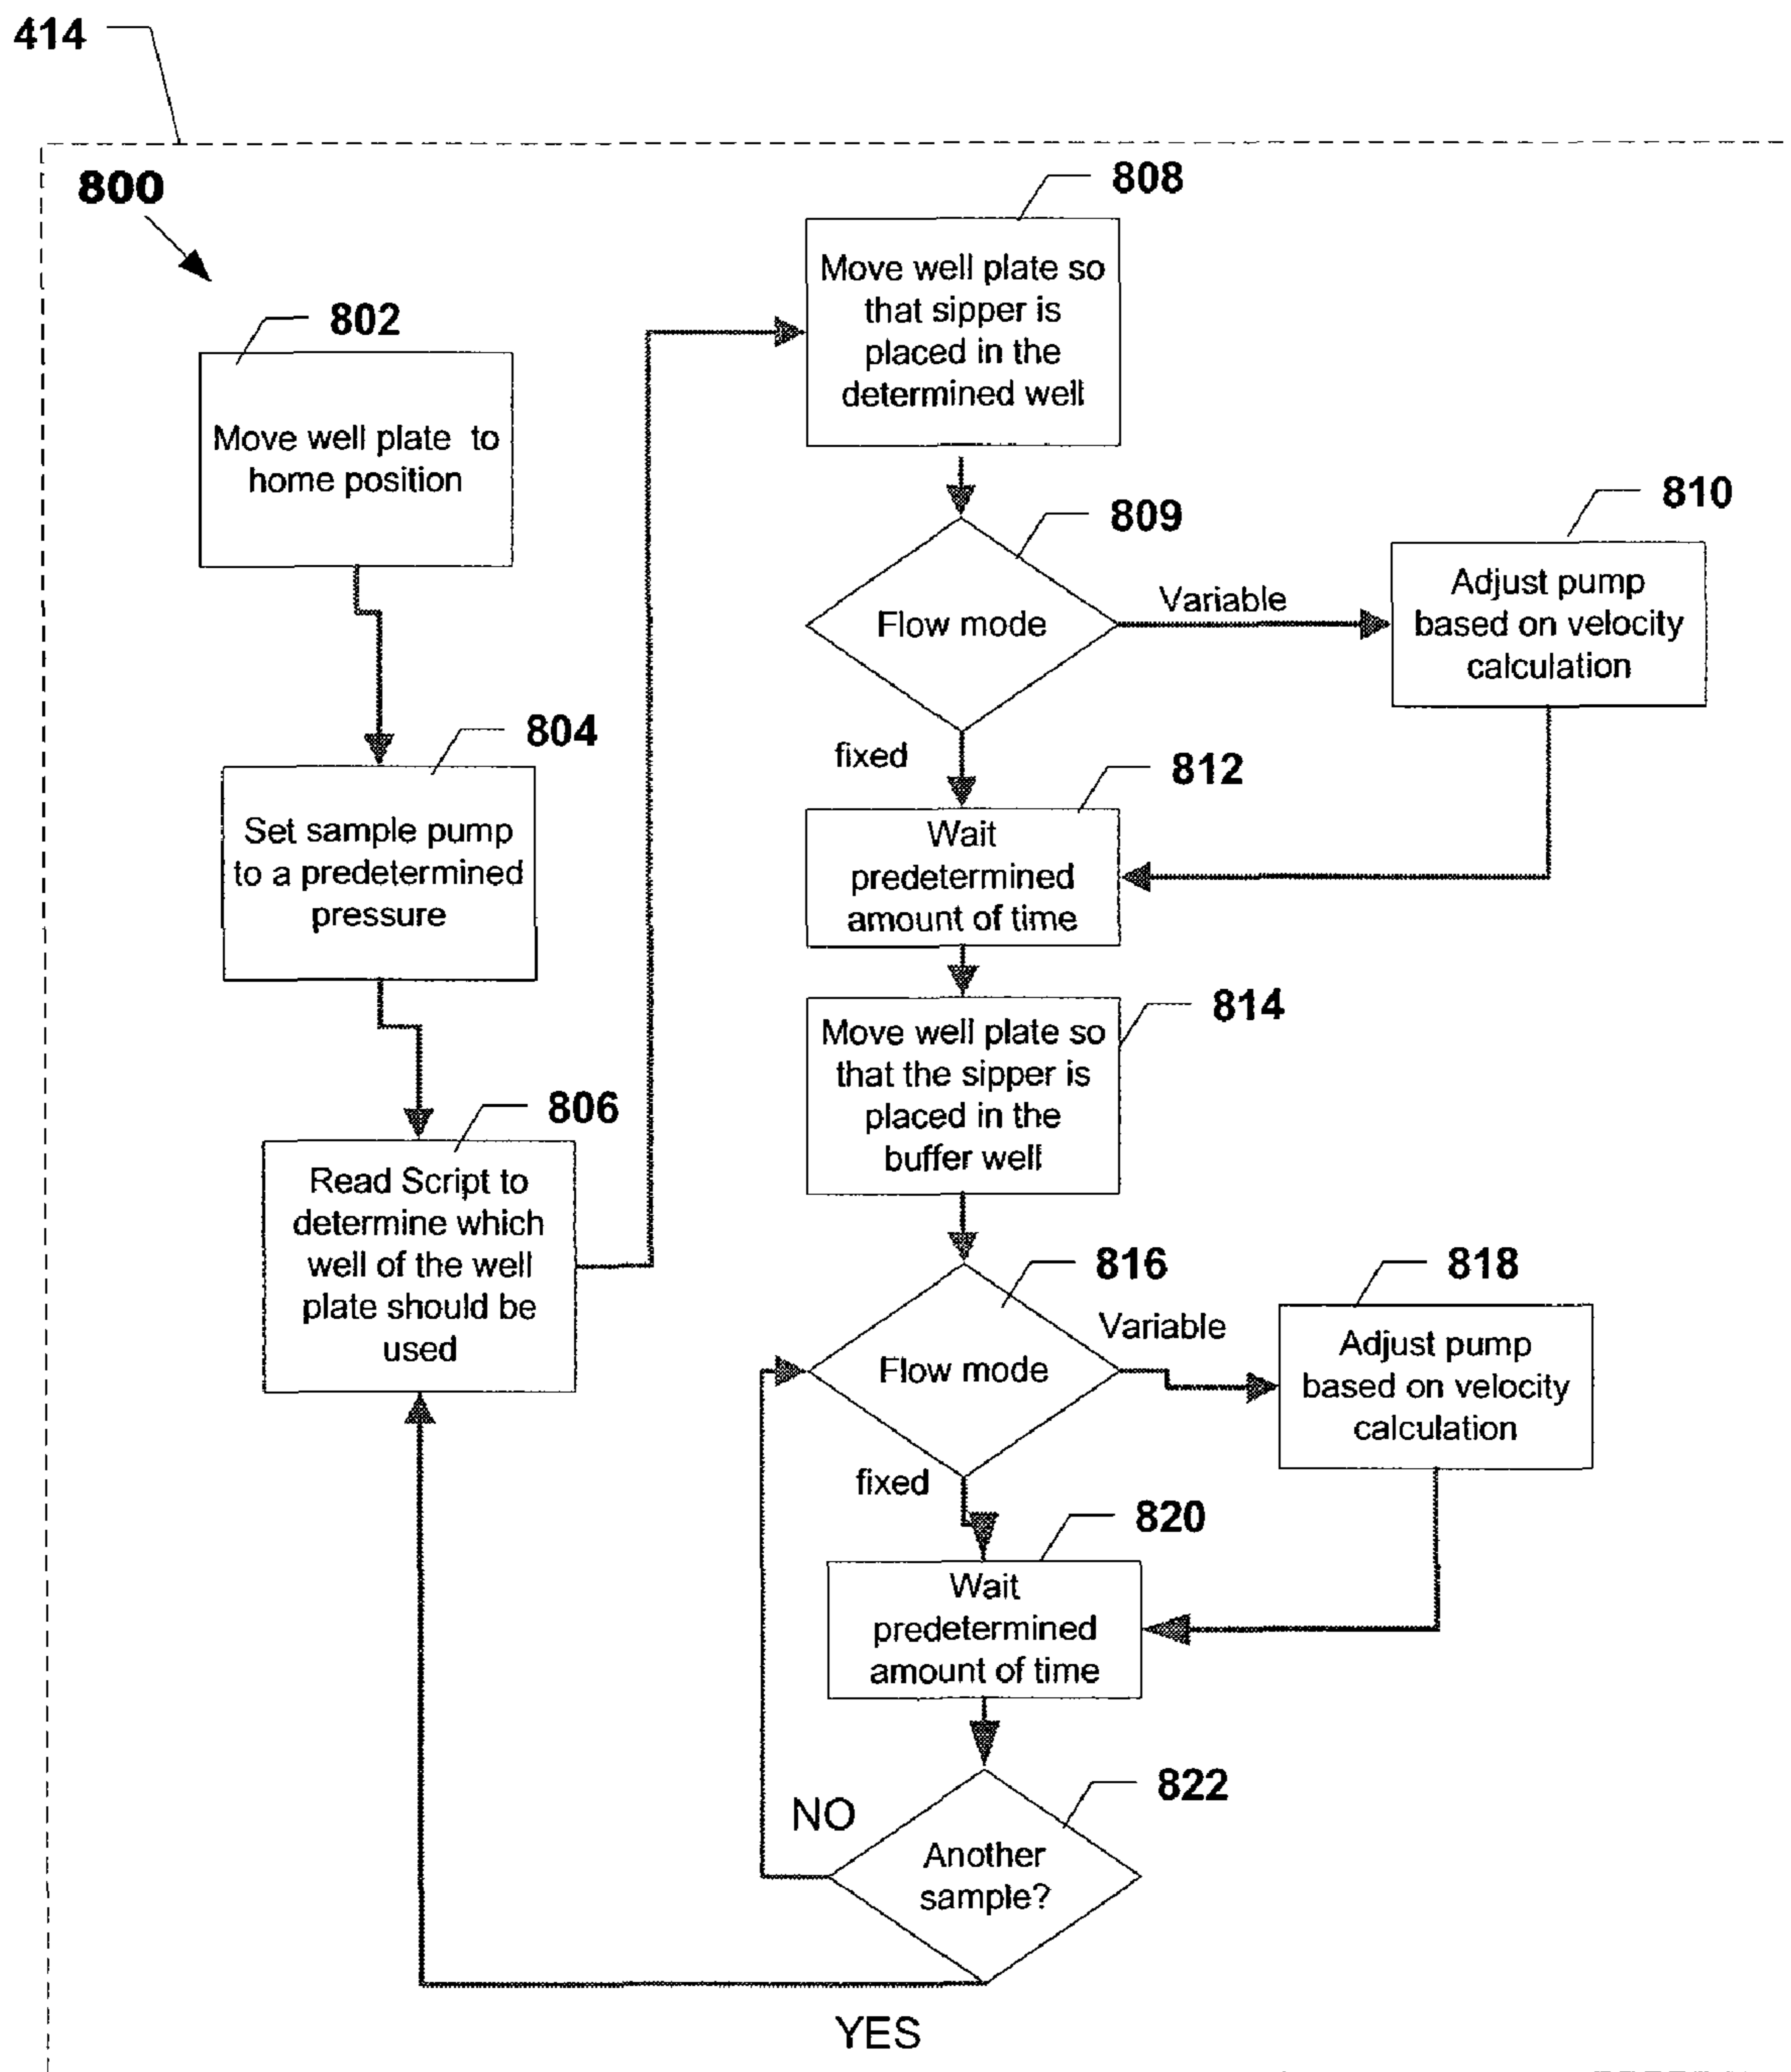 414
800
802
Move well plate to
home position
804
Set sample pump
to a predetermined
pressure
806
Read Script to
determine which
well of the well
plate should be
used
808
Move well plate so
that sipper is
placed in the
determined well
809
Flow mode
Variable
810
Adjust pump
based on velocity
calculation
fixed
812
Wait
predetermined
amount of time
814
Move well plate so
that the sipper is
placed in the
buffer well
816
Flow mode
Variable
818
Adjust pump
based on velocity
calculation
fixed
820
Wait
predetermined
amount of time
822
Another
sample?
NO
YES